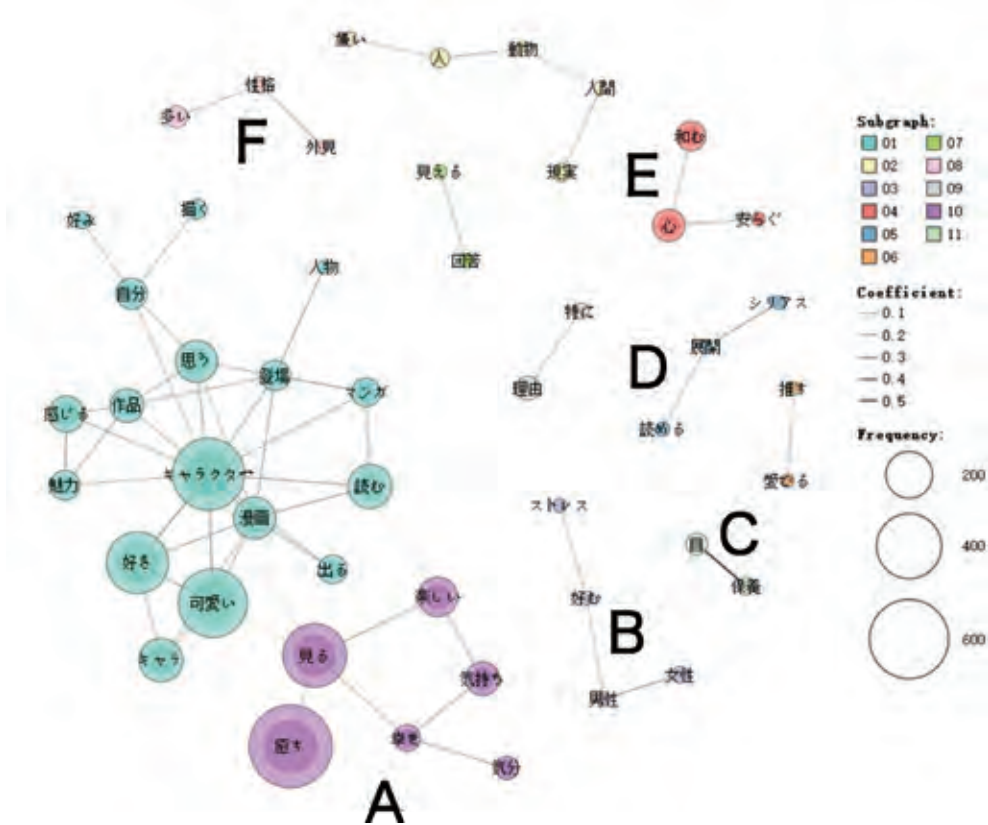 人
動物
人間
現実
性格
多い
外見
F
見える
回答
和む
心
安らぐ
E
好み
描く
自分
人物
思う
登場
作品
マンガ
感じる
魅力
キャラクター
読む
漫画
好き
可愛い
出る
キャラ
特に
理由
シリアス
展開
読める
D
推す
愛でる
目
保養
C
ストレス
好む
男性
女性
B
楽しい
見る
気持ち
気分
A
Subgraph:
01 07
02 08
03 09
04 10
05 11
06
Coefficient:
0.1
0.2
0.3
0.4
0.5
Frequency:
200
400
600